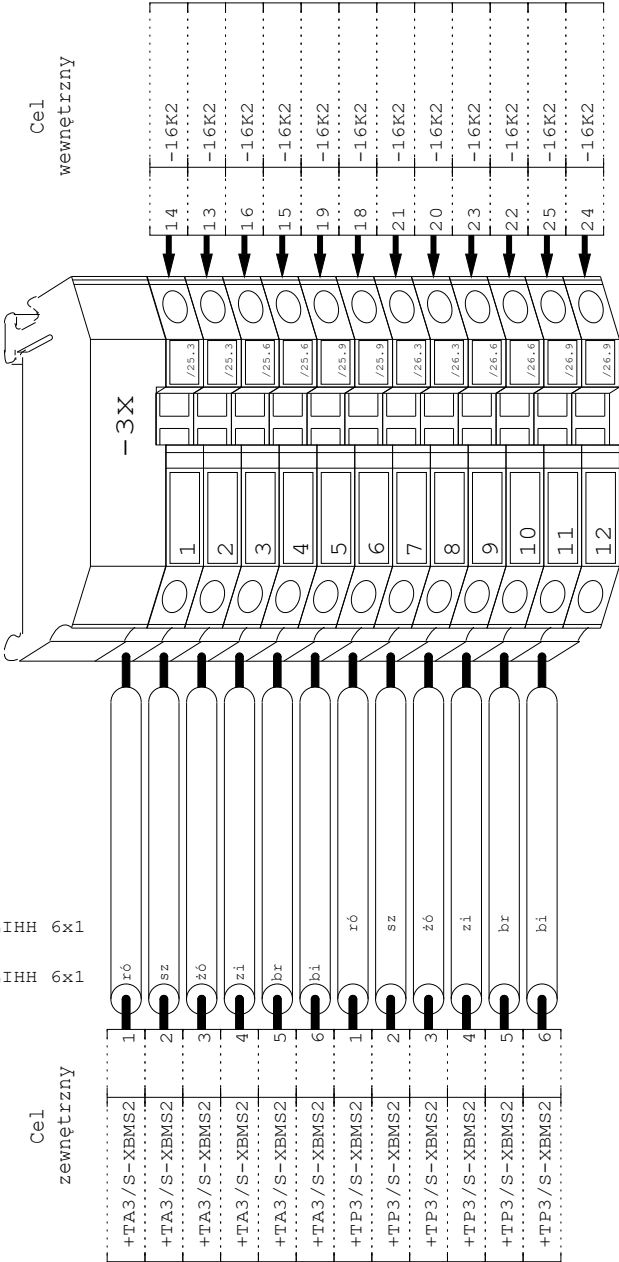 Cel
wewnętrzny
-16K2
-16K2
-16K2
-16K2
-16K2
-16K2
-16K2
-16K2
-16K2
-16K2
-16K2
-16K2
14
13
16
15
19
18
21
20
23
22
25
24
/25.3
/25.3
/25.6
/25.6
/25.9
/25.9
/26.3
/26.3
/26.6
/26.6
/26.9
/26.9
-3X
1
2
3
4
5
6
7
8
9
10
11
12
IHH 6x1
ró
sz
żó
zi
br
bi
IHH 6x1
ró
sz
żó
zi
br
bi
Cel
zewnętrzny
1
2
3
4
5
6
1
2
3
4
5
6
+TA3/S-XBMS2
+TA3/S-XBMS2
+TA3/S-XBMS2
+TA3/S-XBMS2
+TA3/S-XBMS2
+TA3/S-XBMS2
+TP3/S-XBMS2
+TP3/S-XBMS2
+TP3/S-XBMS2
+TP3/S-XBMS2
+TP3/S-XBMS2
+TP3/S-XBMS2